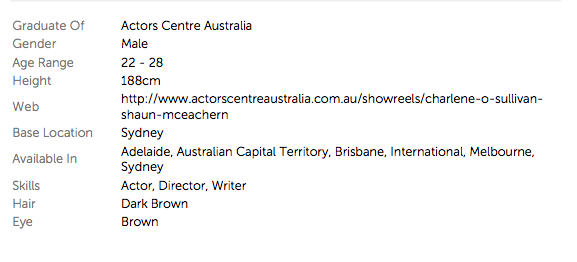 Graduate Of Actors Centre Australia
Gender Male
Age Range 22 - 28
Height 188cm
Web http://www.actorscentreaustralia.com.au/showreels/charlene-o-sullivan-
shaun-mceachern
Base Location Sydney
Available In Adelaide, Australian Capital Territory, Brisbane, International, Melbourne,
Sydney
Skills Actor, Director, Writer
Hair Dark Brown
Eye Brown